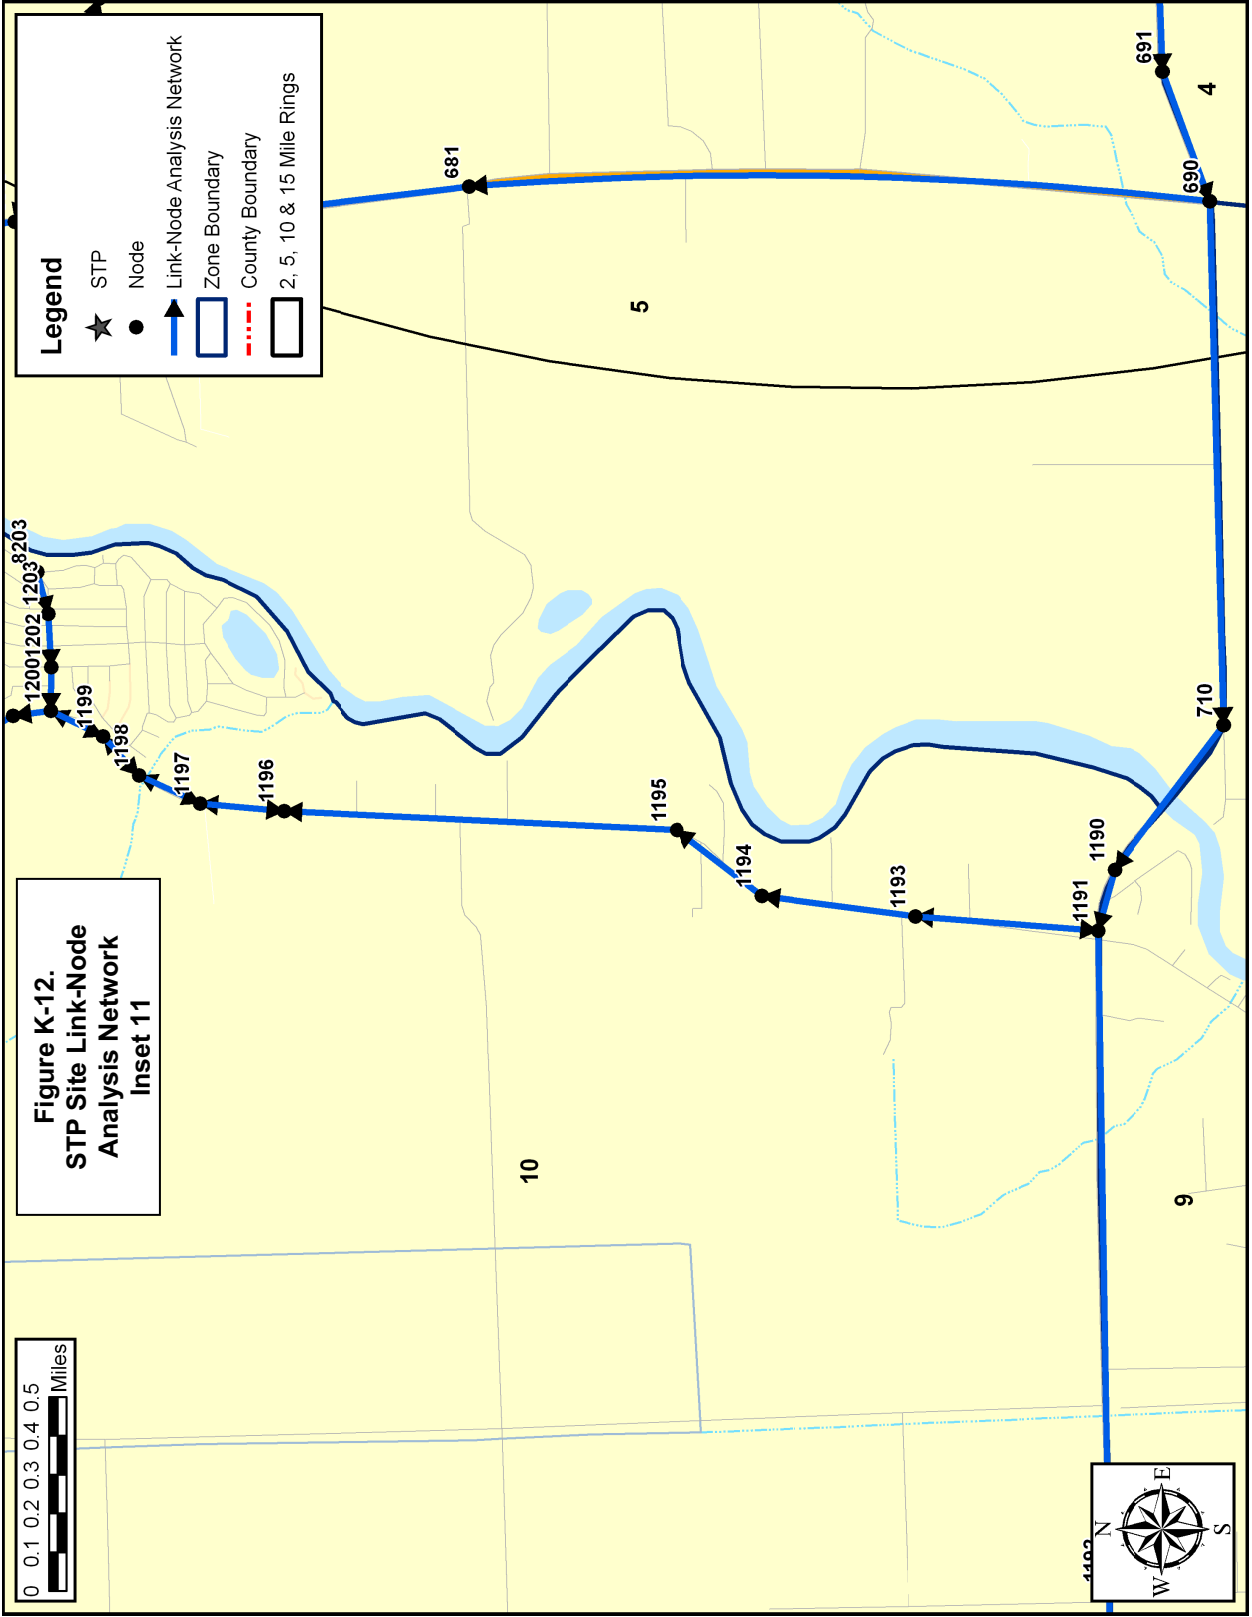 Figure K-12.
STP Site Link-Node
Analysis Network
Inset 11
Legend
STP
Node
Link-Node Analysis Network
Zone Boundary
County Boundary
2, 5, 10 & 15 Mile Rings
0 0.1 0.2 0.3 0.4 0.5
Miles
8203
1203
1202
1200
1199
1198
1197
1196
1195
1194
1193
1191
1190
710
690
691
681
4
5
10
9
N
E
S
W